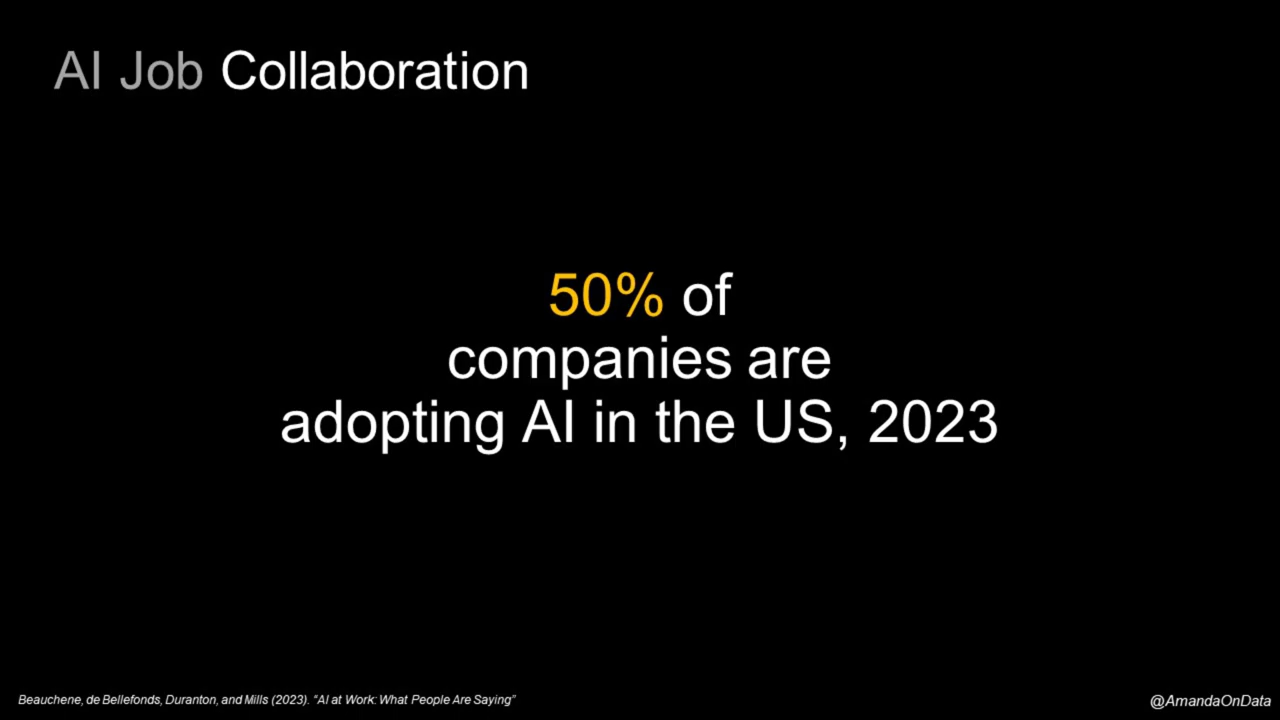 AI Job Collaboration
50% of
companies are
adopting AI in the US, 2023
Beauchene, de Bellefonds, Duranton, and Mills (2023). “AI at Work: What People Are Saying”
@AmandaOnData